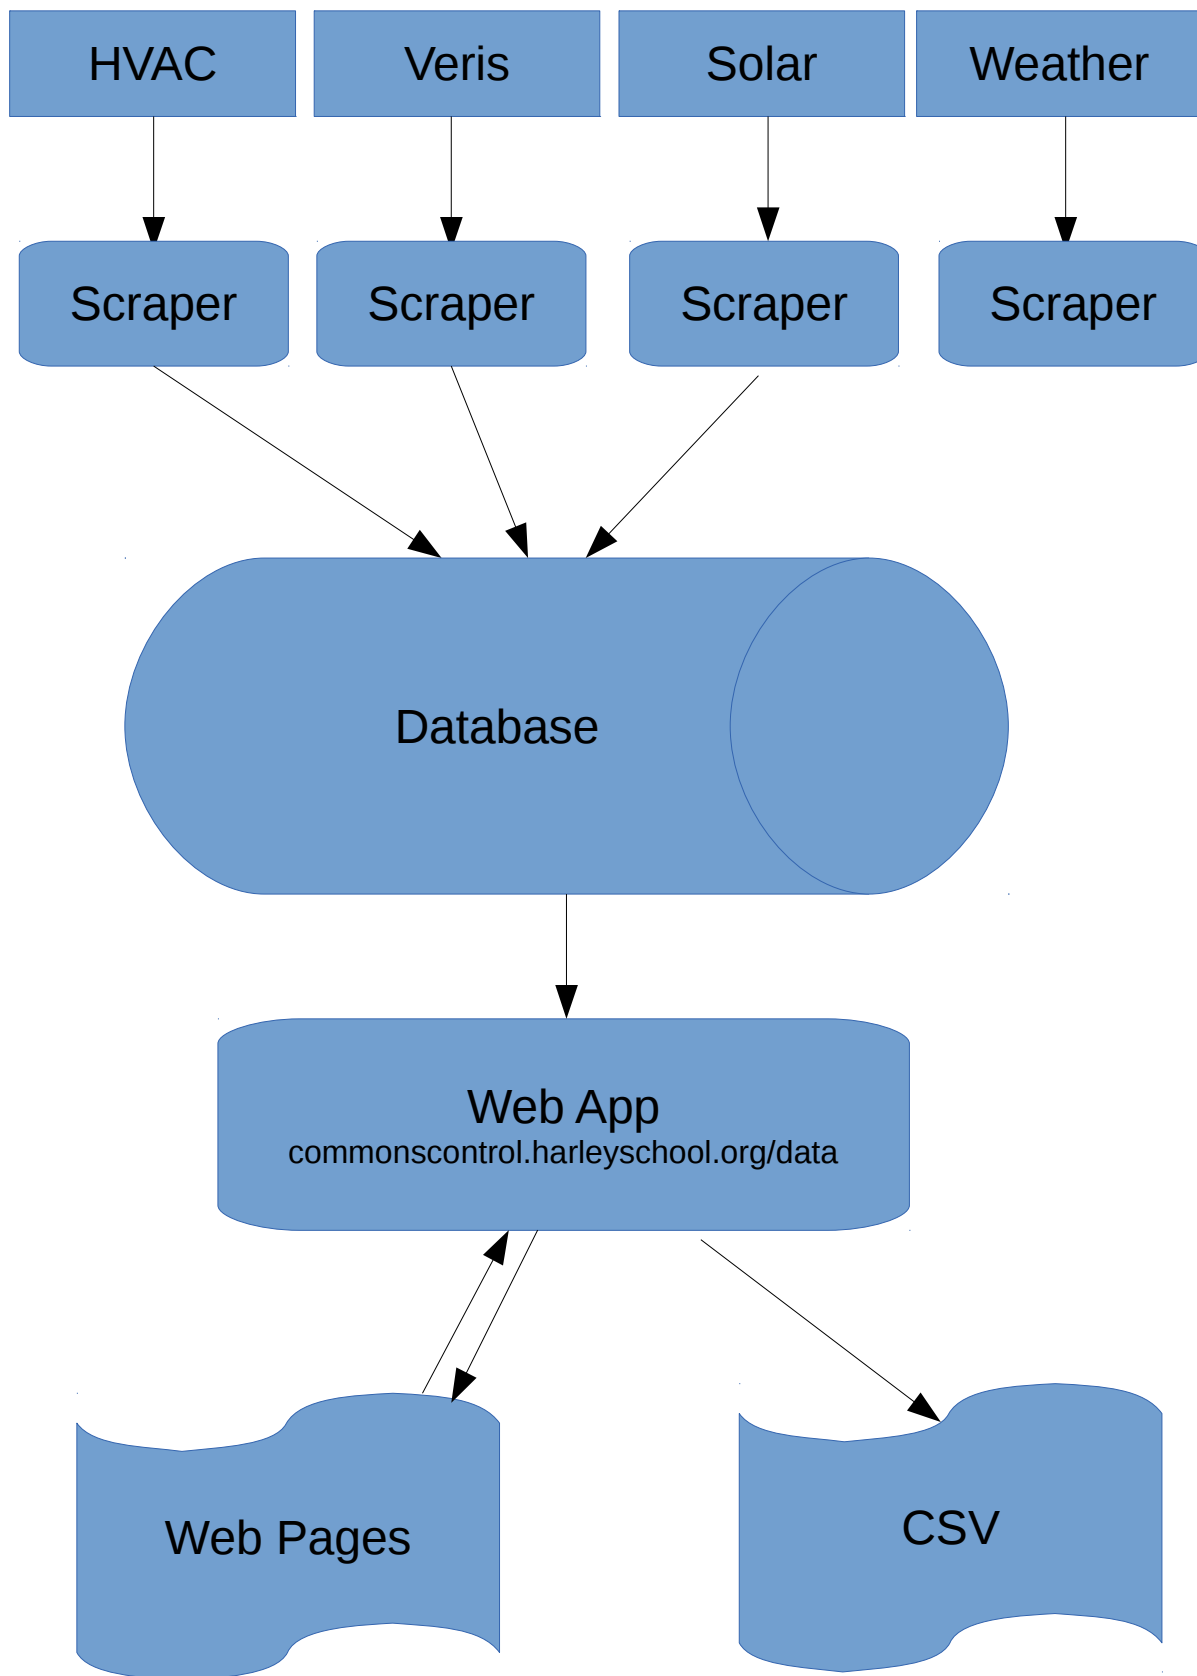 HVAC
Veris
Solar
Weather
Scraper
Scraper
Scraper
Scraper
Database
Web App
commonscontrol.harleyschool.org/data
Web Pages
CSV